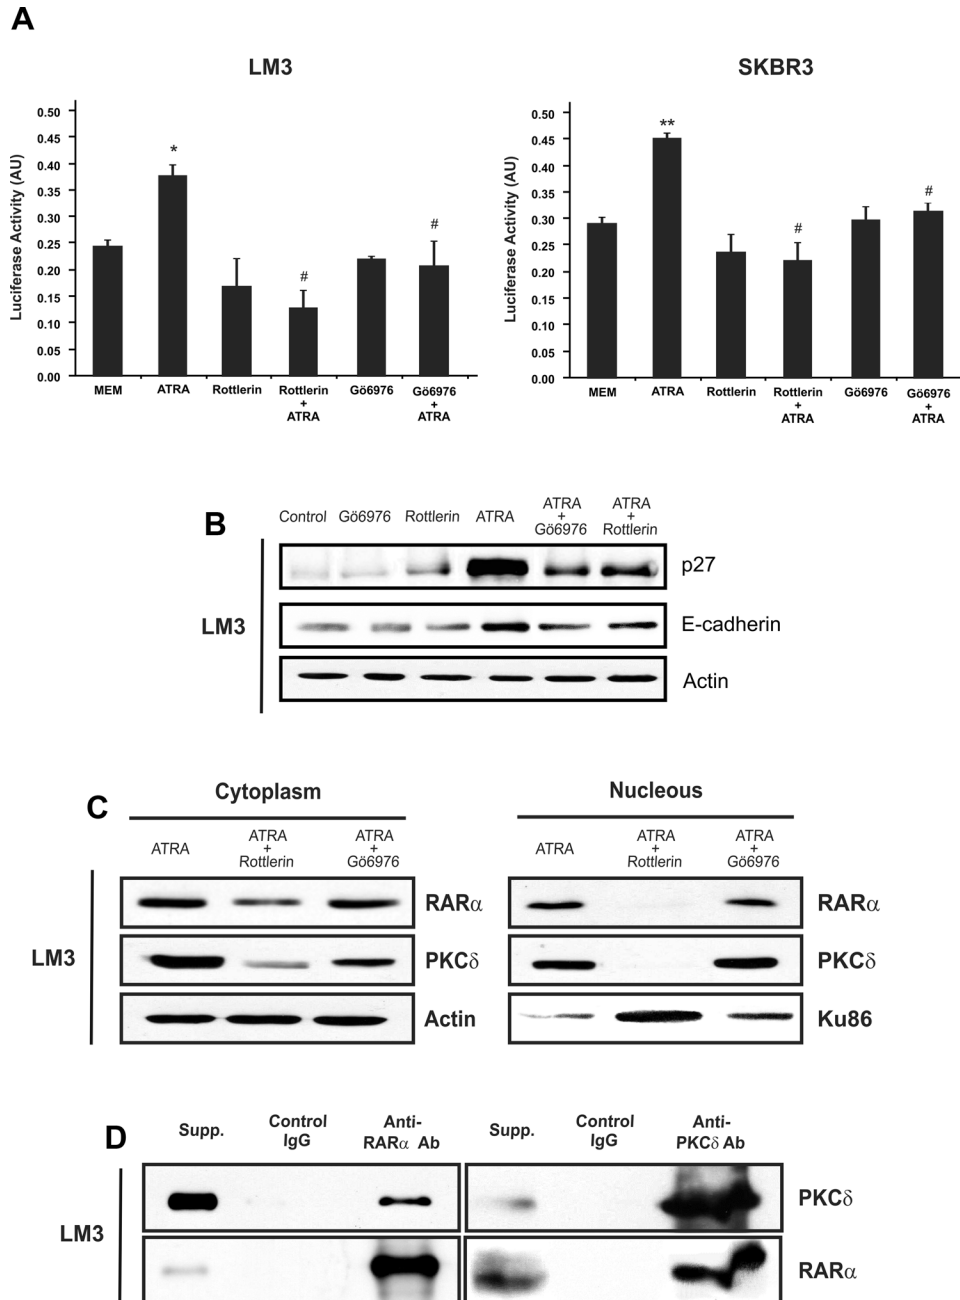 A
LM3
SKBR3
Luciferase Activity (AU)
0.50
0.45
0.40
0.35
0.30
0.25
0.20
0.15
0.10
0.05
0.00
*
#
#
MEM
ATRA
Rottlerin
Rottlerin
+
ATRA
Gö6976
Gö6976
+
ATRA
Luciferase Activity (AU)
0.50
0.45
0.40
0.35
0.30
0.25
0.20
0.15
0.10
0.05
0.00
**
#
#
MEM
ATRA
Rottlerin
Rottlerin
+
ATRA
Gö6976
Gö6976
+
ATRA
B
Control
Gö6976
Rottlerin
ATRA
ATRA
+
Gö6976
ATRA
+
Rottlerin
LM3
p27
E-cadherin
Actin
C
Cytoplasm
Nucleous
ATRA
ATRA
+
Rottlerin
ATRA
+
Gö6976
ATRA
ATRA
+
Rottlerin
ATRA
+
Gö6976
LM3
RARα
RARα
PKCδ
PKCδ
Actin
Ku86
D
Supp.
Control
IgG
Anti-
RARα Ab
Supp.
Control
IgG
Anti-
PKCδ Ab
LM3
PKCδ
RARα